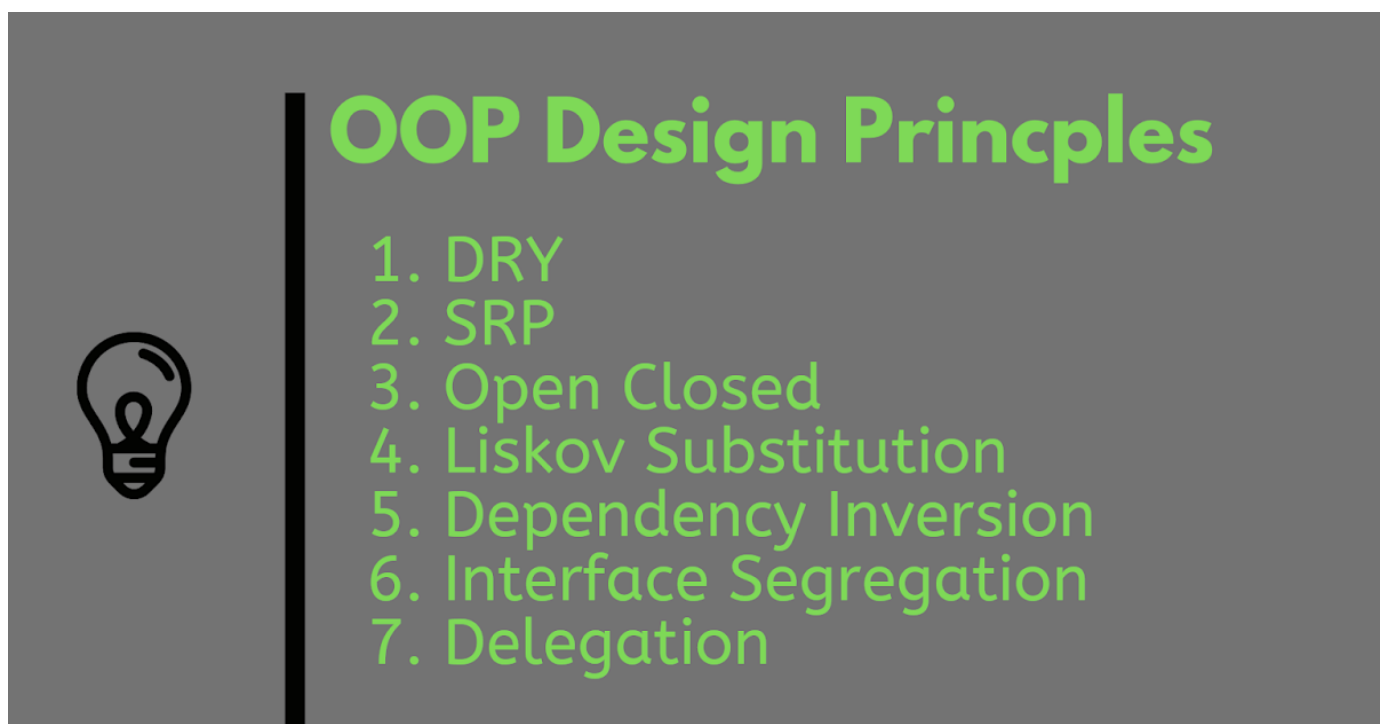 OOP Design Princples
1. DRY
2. SRP
3. Open Closed
4. Liskov Substitution
5. Dependency Inversion
6. Interface Segregation
7. Delegation